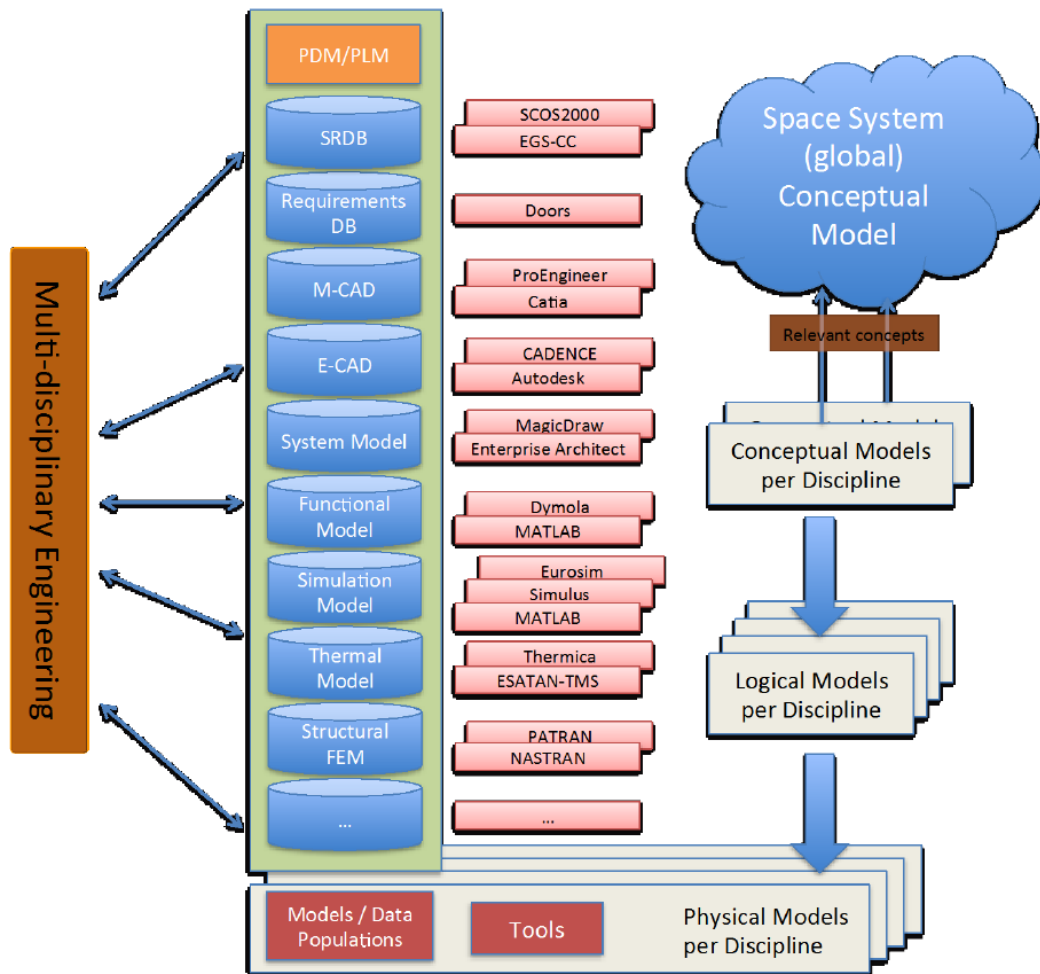 PDM/PLM
SRDB
Requirements
DB
M-CAD
E-CAD
System Model
Functional
Model
Simulation
Model
Thermal
Model
Structural
FEM
...
SCOS2000
EGS-CC
Doors
ProEngineer
Catia
CADENCE
Autodesk
MagicDraw
Enterprise Architect
Dymola
MATLAB
Eurosim
Simulus
MATLAB
Thermica
ESATAN-TMS
PATRAN
NASTRAN
...
Multi-disciplinary Engineering
Space System
(global)
Conceptual
Model
Relevant concepts
Conceptual Models
per Discipline
Logical Models
per Discipline
Models / Data
Populations
Tools
Physical Models
per Discipline